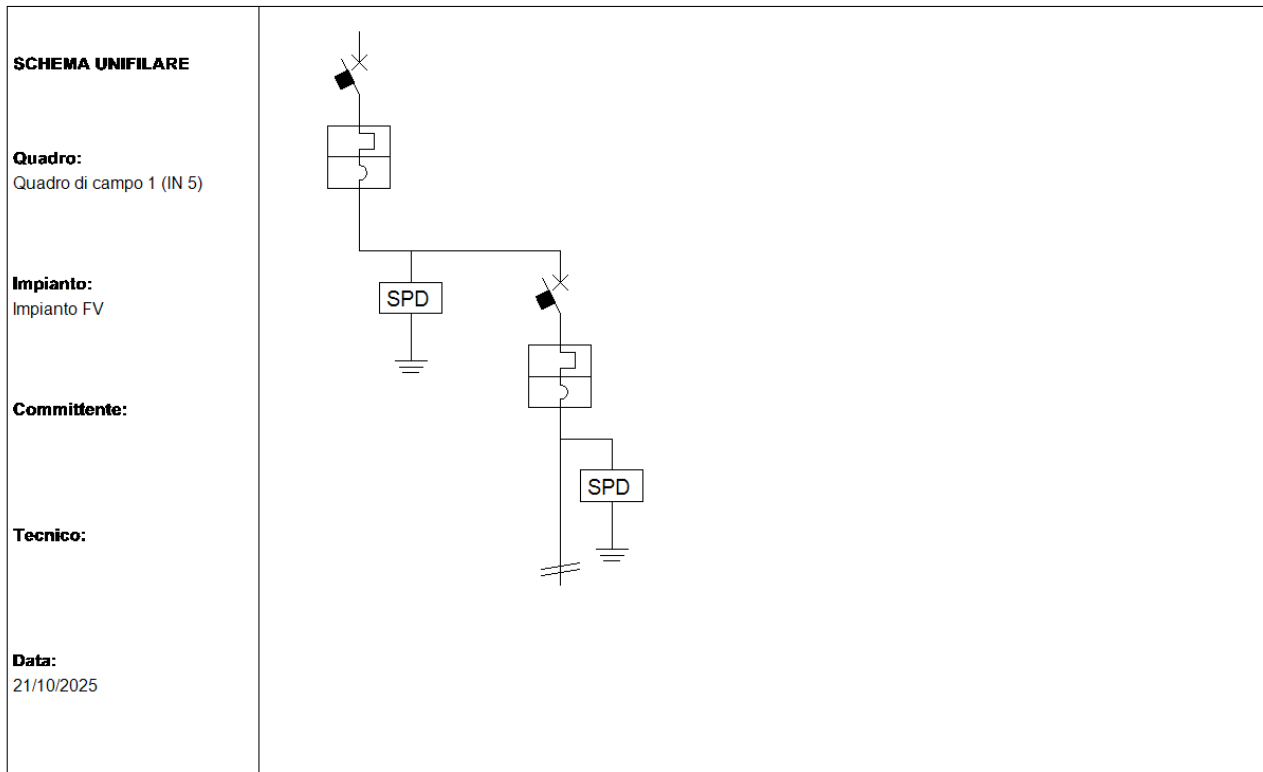 SCHEMA UNIFILARE
Quadro:
Quadro di campo 1 (IN 5)
Impianto:
Impianto FV
Committente:
Tecnico:
Data:
21/10/2025
SPD
SPD